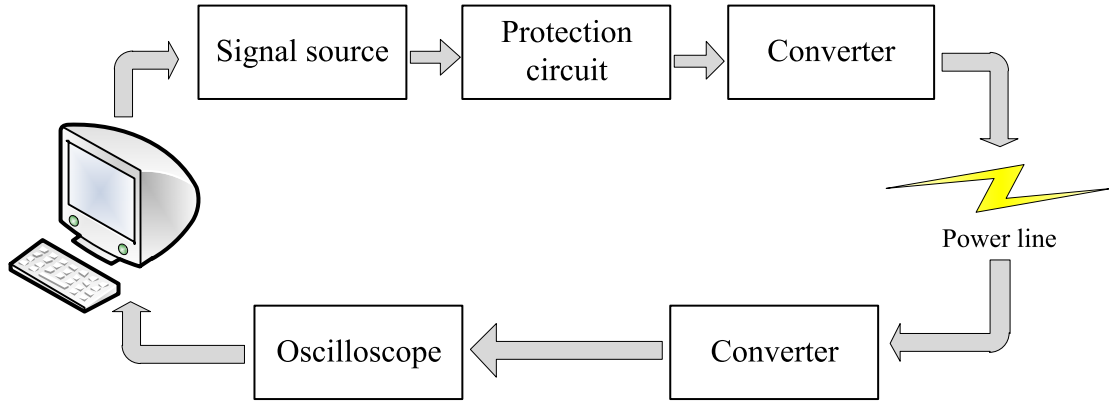 Signal source
Protection
circuit
Converter
Power line
Oscilloscope
Converter